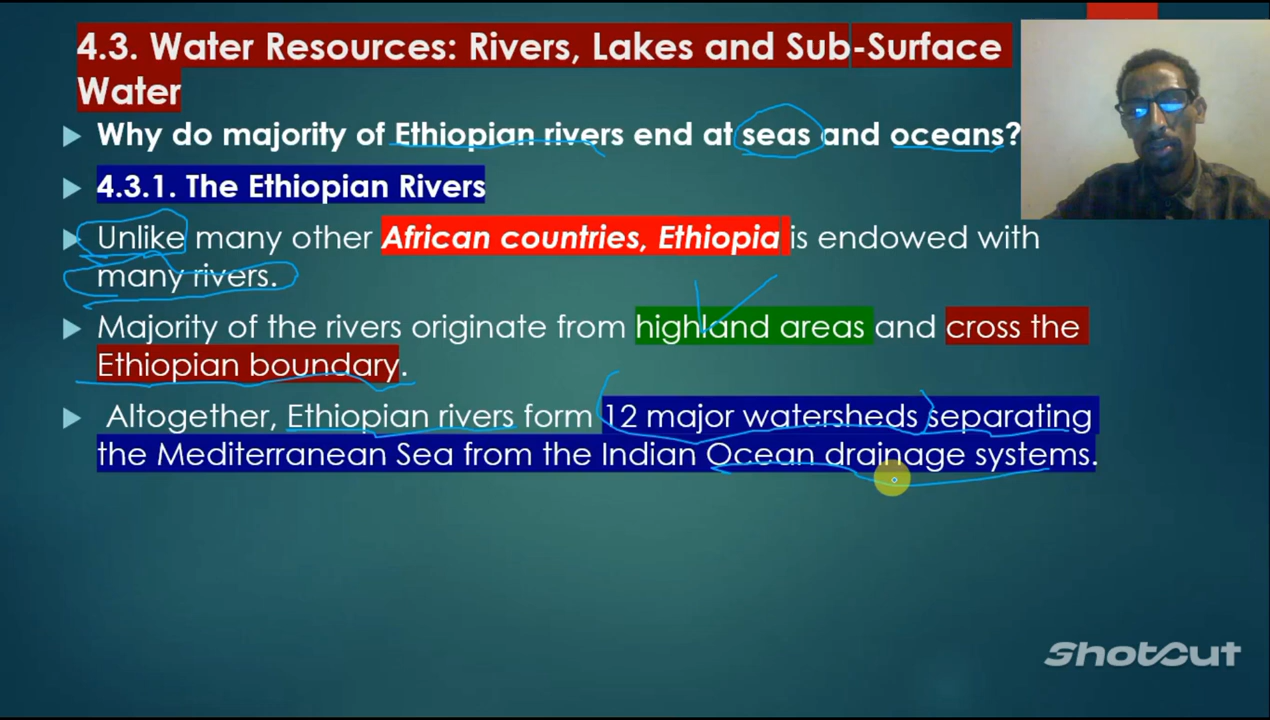 4.3. Water Resources: Rivers, Lakes and Sub-Surface
Water
Why do majority of Ethiopian rivers end at seas and oceans?
4.3.1. The Ethiopian Rivers
Unlike many other African countries, Ethiopia is endowed with
many rivers.
Majority of the rivers originate from highland areas and cross the
Ethiopian boundary.
Altogether, Ethiopian rivers form 12 major watersheds separating
the Mediterranean Sea from the Indian Ocean drainage systems.
ShotCut